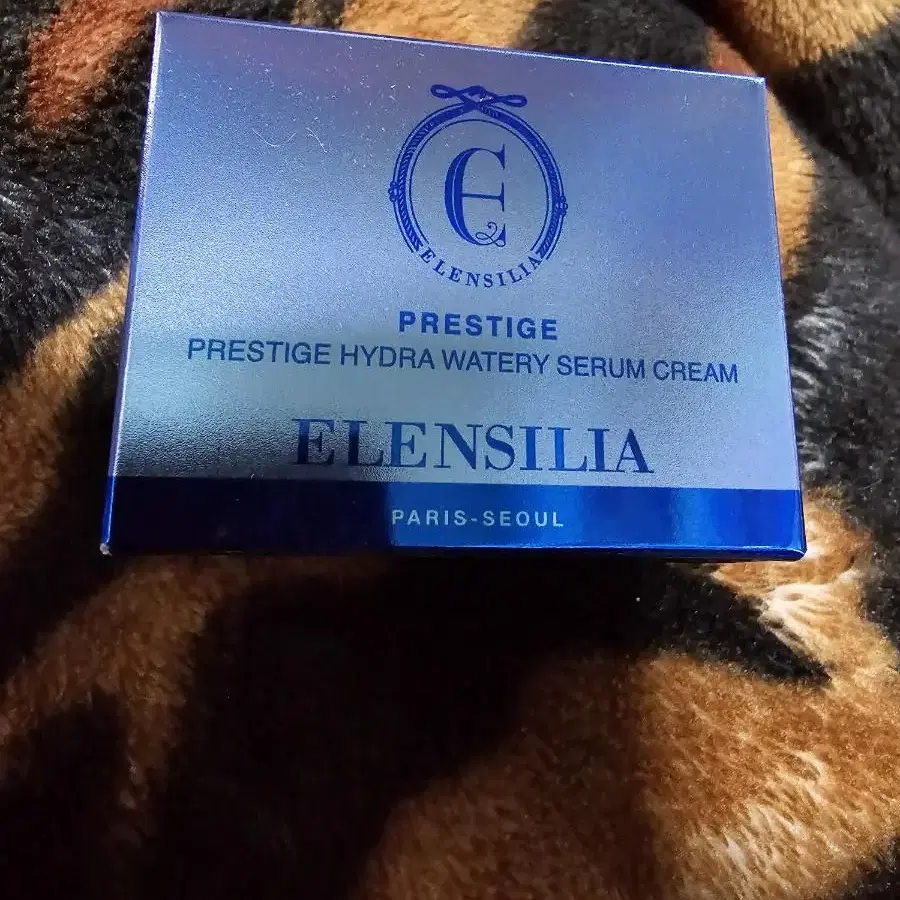 E
ELENSILIA
PRESTIGE
PRESTIGE HYDRA WATERY SERUM CREAM
ELENSILIA
PARIS-SEOUL